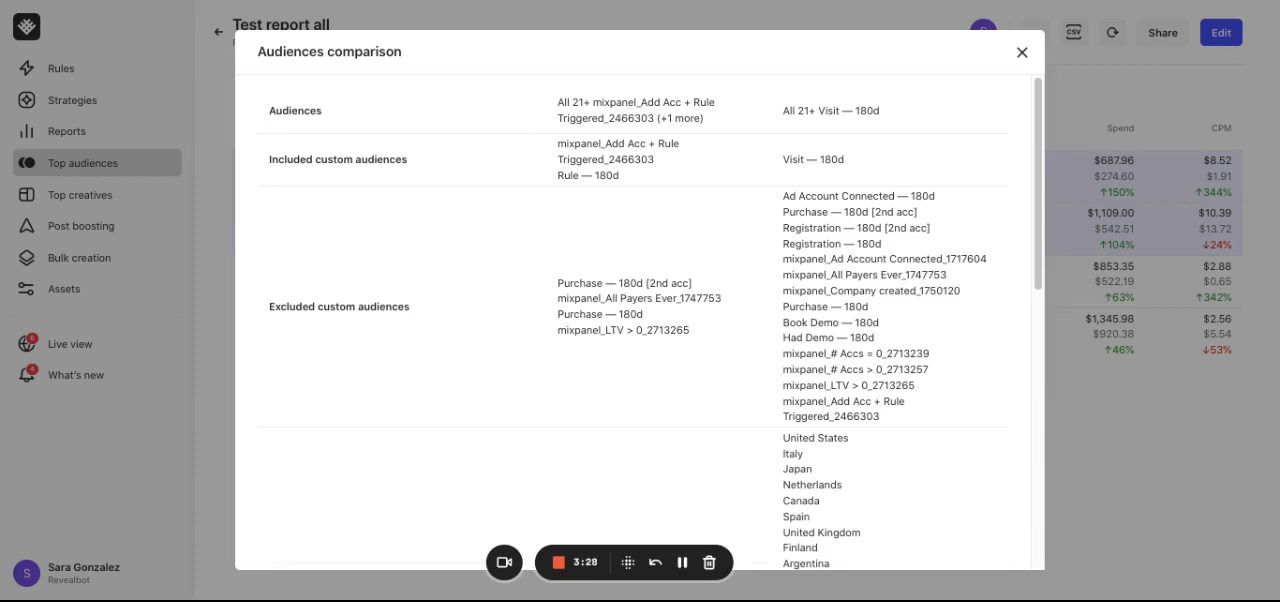 Test report all
CSV
Share
Edit
Rules
Strategies
Reports
Top audiences
Top creatives
Post boosting
Bulk creation
Assets
6
Live view
4
What's new
S
Sara Gonzalez
Revealbot
Audiences comparison
Audiences
All 21+ mixpanel_Add Acc + Rule
Triggered_2466303 (+1 more)
All 21+ Visit — 180d
Included custom audiences
mixpanel_Add Acc + Rule
Triggered_2466303
Rule — 180d
Visit — 180d
Excluded custom audiences
Purchase — 180d [2nd acc]
mixpanel_All Payers Ever_1747753
Purchase — 180d
mixpanel_LTV > 0_2713265
Ad Account Connected — 180d
Purchase — 180d [2nd acc]
Registration — 180d [2nd acc]
Registration — 180d
mixpanel_Ad Account Connected_1717604
mixpanel_All Payers Ever_1747753
mixpanel_Company created_1750120
Purchase — 180d
Book Demo — 180d
Had Demo — 180d
mixpanel_# Accs = 0_2713239
mixpanel_# Accs > 0_2713257
mixpanel_LTV > 0_2713265
mixpanel_Add Acc + Rule
Triggered_2466303
United States
Italy
Japan
Netherlands
Canada
Spain
United Kingdom
Finland
Argentina
3:28
Spend CPM
$687.96 $8.52
$274.60 $1.91
↑150% ↑344%
$1,109.00 $10.39
$542.51 $13.72
↑104% ↓24%
$853.35 $2.88
$522.19 $0.65
↑63% ↑342%
$1,345.98 $2.56
$920.38 $5.54
↑46% ↓53%